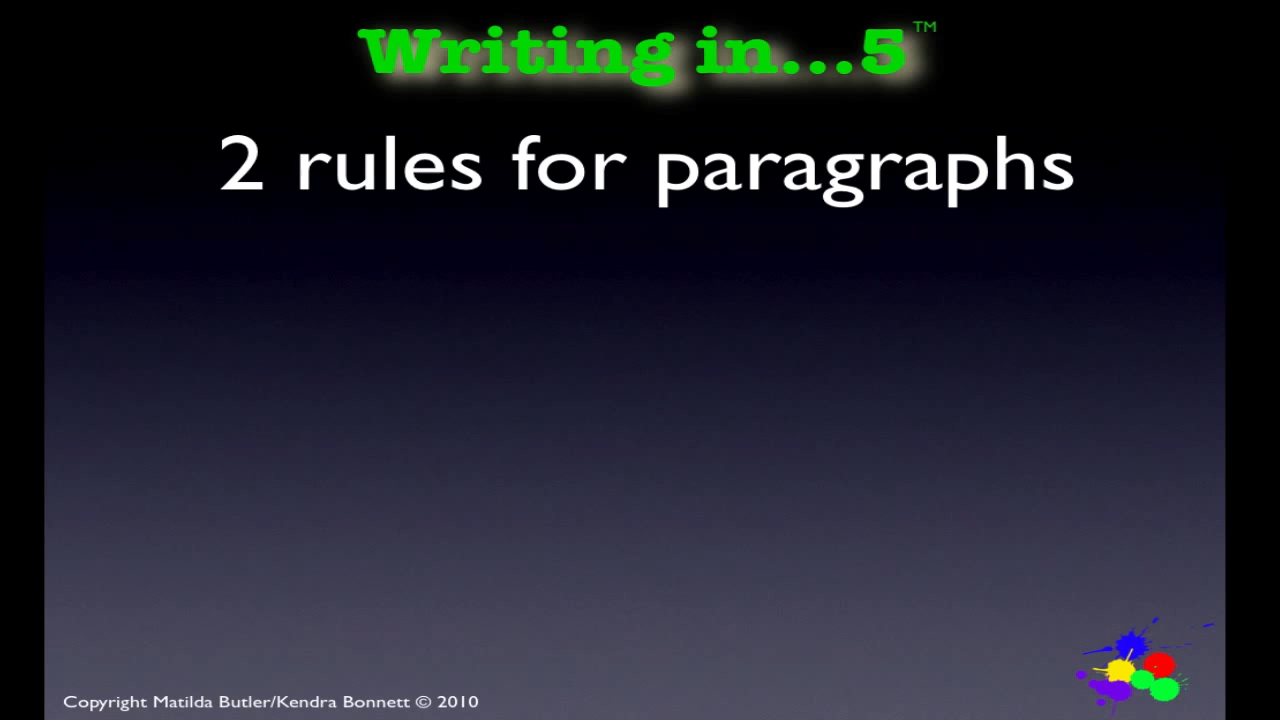 Writing in...5™
2 rules for paragraphs
Copyright Matilda Butler/Kendra Bonnett © 2010